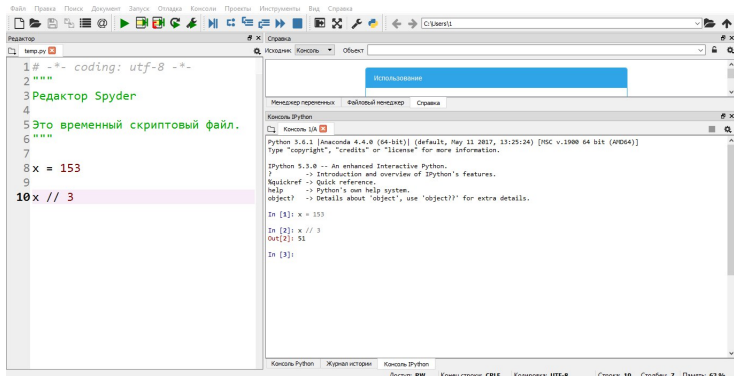 Файл Правка Поиск Документ Запуск Отладка Консоли Проекты Инструменты Вид Справка
C:\Users\1
Редактор
temp.py
1 # -*- coding: utf-8 -*-
2 """
3 Редактор Spyder
4
5 Это временный скриптовый файл.
6 """
7
8 x = 153
9
10 x // 3
Справка
Исходник Консоль Объект
Использование
Менеджер переменных Файловый менеджер Справка
Консоль IPython
Консоль 1/A
Python 3.6.1 |Anaconda 4.4.0 (64-bit)| (default, May 11 2017, 13:25:24) [MSC v.1900 64 bit (AMD64)]
Type "copyright", "credits" or "license" for more information.
IPython 5.3.0 -- An enhanced Interactive Python.
? -> Introduction and overview of IPython's features.
%quickref -> Quick reference.
help -> Python's own help system.
object? -> Details about 'object', use 'object??' for extra details.
In [1]: x = 153
In [2]: x // 3
Out[2]: 51
In [3]:
Консоль Python Журнал истории Консоль IPython
Доступ: RW Конец строки: CRLF Кодировка: UTF-8 Строка: 10 Столбец: 7 Память: 62 %